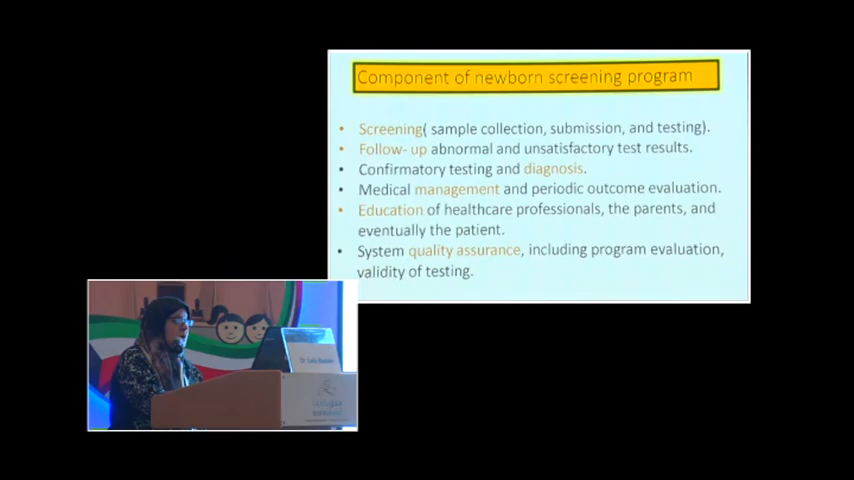 Component of newborn screening program
• Screening( sample collection, submission, and testing).
• Follow- up abnormal and unsatisfactory test results.
• Confirmatory testing and diagnosis.
• Medical management and periodic outcome evaluation.
• Education of healthcare professionals, the parents, and
eventually the patient.
• System quality assurance, including program evaluation,
validity of testing.
Dr. Laila